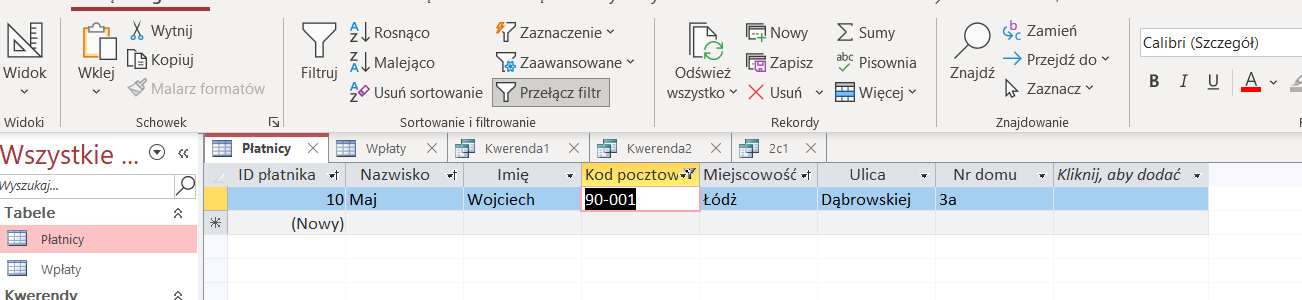 Widok
Widoki
Wklej
Wytnij
Kopiuj
Malarz formatów
Schowek
Filtruj
Rosnąco
Malejąco
Usuń sortowanie
Zaznaczenie
Zaawansowane
Przełącz filtr
Sortowanie i filtrowanie
Odśwież
wszystko
Nowy
Zapisz
Usuń
Σ Sumy
abc Pisownia
Więcej
Rekordy
Znajdź
Zamień
Przejdź do
Zaznacz
Znajdowanie
Calibri (Szczegół)
B I U A
Wszystkie ...
Wyszukaj...
Tabele
Płatnicy
Wpłaty
Kwerendy
Płatnicy Wpłaty Kwerenda1 Kwerenda2 2c1
ID płatnika Nazwisko Imię Kod pocztow Miejscowość Ulica Nr domu Kliknij, aby dodać
10 Maj Wojciech 90-001 Łódź Dąbrowskiej 3a
(Nowy)